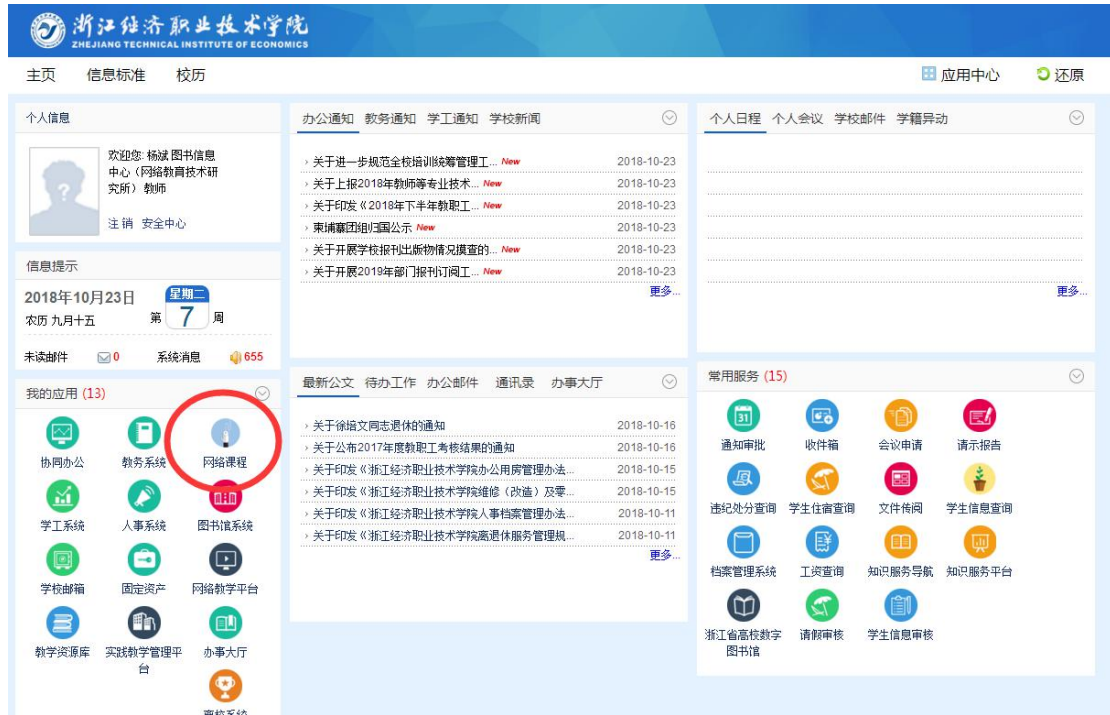 浙江经济职业技术学院
ZHEJIANG TECHNICAL INSTITUTE OF ECONOMICS
主页 信息标准 校历 应用中心 还原
个人信息
欢迎您: 杨斌 图书信息
中心（网络教育技术研
究所） 教师
注销 安全中心
信息提示
2018年10月23日
农历 九月十五
星期二
第 7 周
未读邮件 0 系统消息 655
我的应用 (13)
协同办公 教务系统 网络课程
学工系统 人事系统 图书馆系统
学校邮箱 固定资产 网络教学平台
教学资源库 实践教学管理平 办事大厅
台
离校系统
办公通知 教务通知 学工通知 学校新闻
关于进一步规范全校培训统筹管理工... New 2018-10-23
关于上报2018年教师等专业技术... New 2018-10-23
关于印发《2018年下半年教职工... New 2018-10-23
柬埔寨团组归国公示 New 2018-10-23
关于开展学校报刊出版物情况摸查的... New 2018-10-23
关于开展2019年部门报刊订阅工... New 2018-10-23
更多...
最新公文 待办工作 办公邮件 通讯录 办事大厅
关于徐培文同志退休的通知 2018-10-16
关于公布2017年度教职工考核结果的通知 2018-10-16
关于印发《浙江经济职业技术学院办公用房管理办法... 2018-10-15
关于印发《浙江经济职业技术学院维修（改造）及零... 2018-10-15
关于印发《浙江经济职业技术学院人事档案管理办法... 2018-10-11
关于印发《浙江经济职业技术学院离退休服务管理规... 2018-10-11
更多...
个人日程 个人会议 学校邮件 学籍异动
更多...
常用服务 (15)
31
通知审批 收件箱 会议申请 请示报告
违纪处分查询 学生住宿查询 文件传阅 学生信息查询
档案管理系统 工资查询 知识服务导航 知识服务平台
浙江省高校数字 请假审核 学生信息审核
图书馆